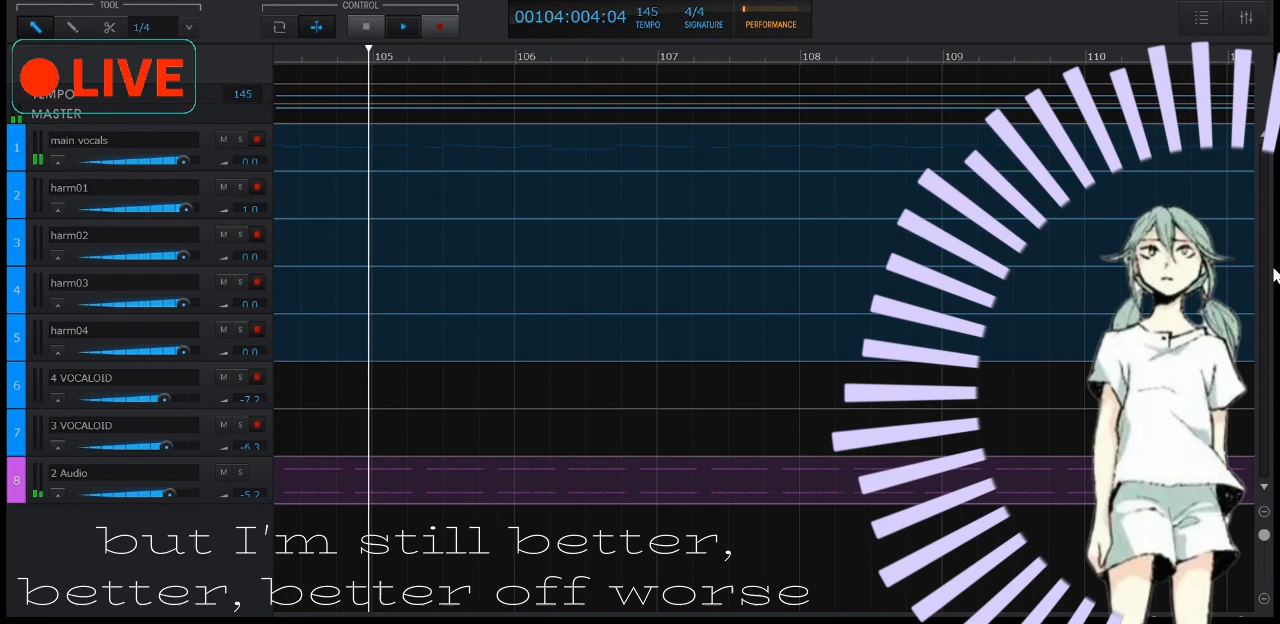 TOOL
CONTROL
1/4
00104:004:04
145
TEMPO
4/4
SIGNATURE
PERFORMANCE
LIVE
TEMPO
145
MASTER
105
106
107
108
109
110
1
main vocals
M S
0.0
2
harm01
M S
1.0
3
harm02
M S
0.0
4
harm03
M S
0.0
5
harm04
M S
0.0
6
4 VOCALOID
M S
-7.2
7
3 VOCALOID
M S
-6.3
8
2 Audio
M S
-5.2
but I'm still better,
better, better off worse